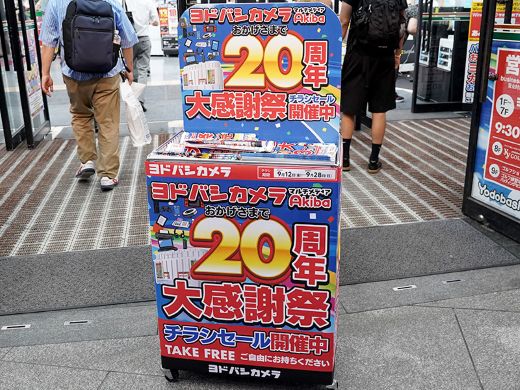 ヨドバシカメラ マルチメディアAkiba
おかげさまで
20周年
大感謝祭 チラシセール開催中
ヨドバシカメラ 9月12日 9月28日
ヨドバシカメラ マルチメディアAkiba
おかげさまで
20周年
大感謝祭
チラシセール開催中
TAKE FREE ご自由にお持ちください
ヨドバシカメラ
営
1F
7F
9:30
8F
Yodobash